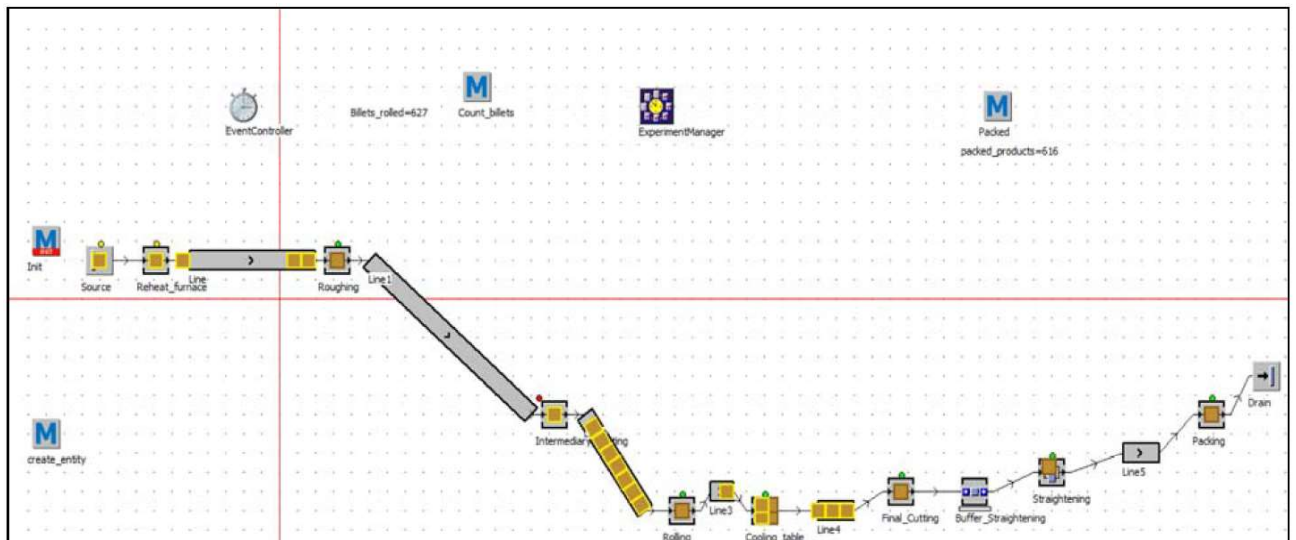 Billets_rolled=627
M
Count_billets
EventController
ExperimentManager
M
Packed
packed_products=616
M
Init
Source
Reheat_furnace
Line
Roughing
Line1
M
create_entity
Drain
Packing
Line5
Straightening
Buffer_Straightening
Final_Cutting
Line4
Cooling_table
Line3
Rolling